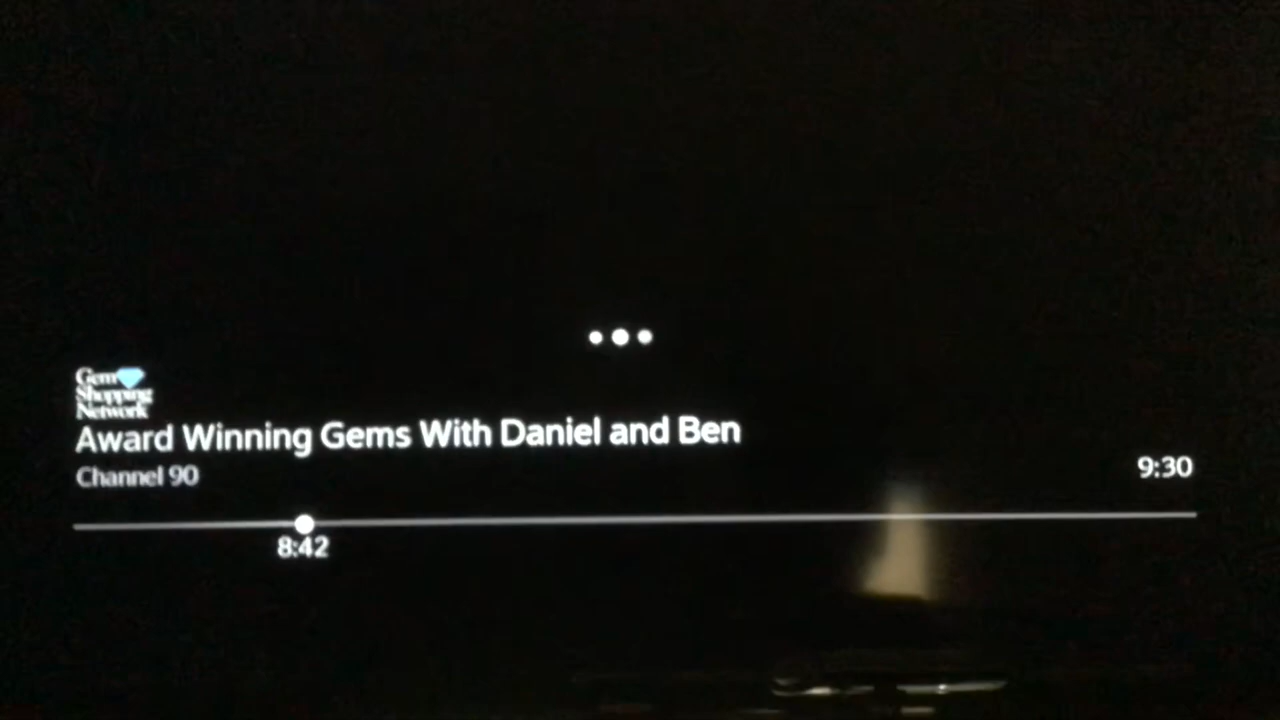 Gem
Shopping
Network
Award Winning Gems With Daniel and Ben
Channel 90
9:30
8:42